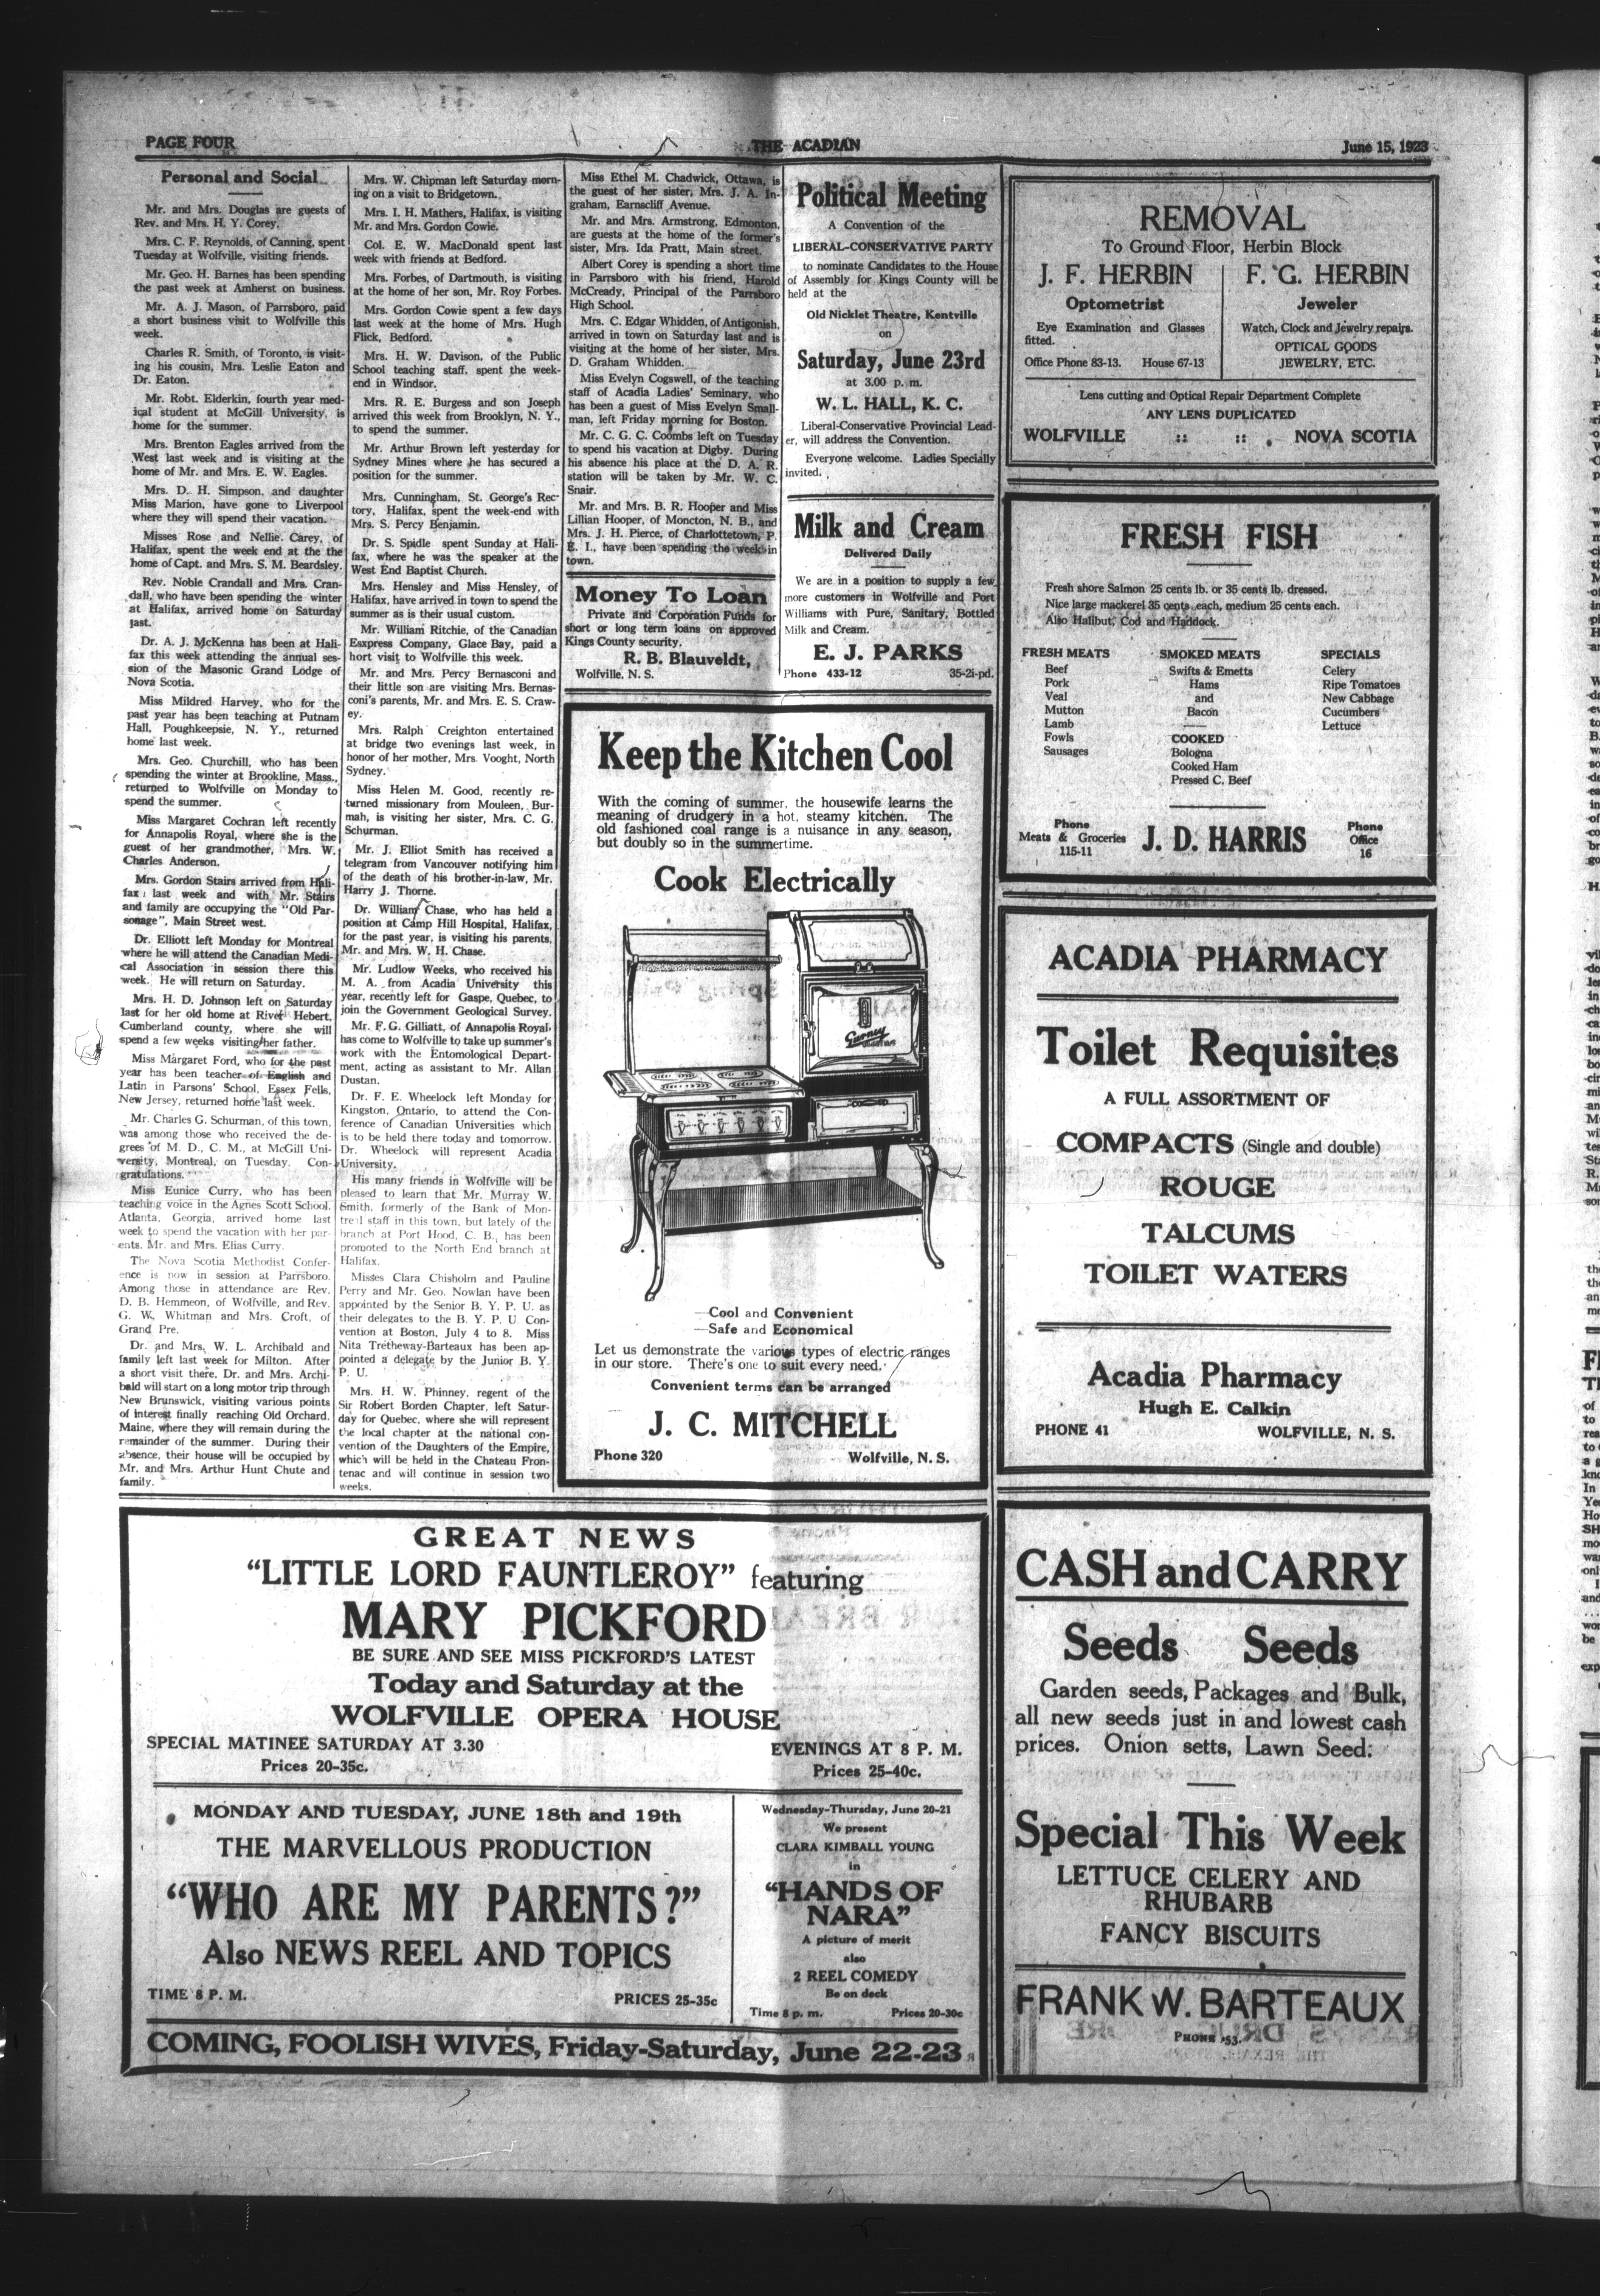 PAGE FOUR
THE ACADIAN
June 15, 1923
Personal and Social
Mr. and Mrs. Douglas are guests of
Rev. and Mrs. H. Y. Corey.
Mrs. C. F. Reynolds, of Canning, spent
Tuesday at Wolfville, visiting friends.
Mr. Geo. H. Barnes has been spending
the past week at Amherst on business.
Mr. A. J. Mason, of Parrsboro, paid
a short business visit to Wolfville this
week.
Charles R. Smith, of Toronto, is visit-
ing his cousin, Mrs. Leslie Eaton and
Dr. Eaton.
Mr. Robt. Elderkin, fourth year med-
ical student at McGill University, is
home for the summer.
Mrs. Brenton Eagles arrived from the
West last week and is visiting at the
home of Mr. and Mrs. E. W. Eagles.
Mrs. D. H. Simpson, and daughter
Miss Marion, have gone to Liverpool
where they will spend their vacation.
Misses Rose and Nellie Carey, of
Halifax, spent the week end at the the
home of Capt. and Mrs. S. M. Beardsley.
Rev. Noble Crandall and Mrs. Cran-
dall, who have been spending the winter
at Halifax, arrived home on Saturday
last.
Dr. A. J. McKenna has been at Hali-
fax this week attending the annual ses-
sion of the Masonic Grand Lodge of
Nova Scotia.
Miss Mildred Harvey, who for the
past year has been teaching at Putnam
Hall, Poughkeepsie, N. Y., returned
home last week.
Mrs. Geo. Churchill, who has been
spending the winter at Brookline, Mass.,
returned to Wolfville on Monday to
spend the summer.
Miss Margaret Cochran left recently
for Annapolis Royal, where she is the
guest of her grandmother, Mrs. W.
Charles Anderson.
Mrs. Gordon Stairs arrived from Hali-
fax last week and with Mr. Stairs
and family are occupying the "Old Par-
sonage", Main Street west.
Dr. Elliott left Monday for Montreal
where he will attend the Canadian Medi-
cal Association in session there this
week. He will return on Saturday.
Mrs. H. D. Johnson left on Saturday
last for her old home at River Hebert,
Cumberland county, where she will
spend a few weeks visiting her father.
Miss Margaret Ford, who for the past
year has been teacher of English and
Latin in Parsons' School, Essex Fells,
New Jersey, returned home last week.
Mr. Charles G. Schurman, of this town,
was among those who received the de-
grees of M. D., C. M., at McGill Uni-
versity, Montreal, on Tuesday. Con-
gratulations.
Miss Eunice Curry, who has been
teaching voice in the Agnes Scott School,
Atlanta, Georgia, arrived home last
week to spend the vacation with her par-
ents, Mr. and Mrs. Elias Curry.
The Nova Scotia Methodist Confer-
ence is now in session at Parrsboro.
Among those in attendance are Rev.
D. B. Hemmeon, of Wolfville, and Rev.
G. W. Whitman and Mrs. Croft, of
Grand Pre.
Dr. and Mrs. W. L. Archibald and
family left last week for Milton. After
a short visit there, Dr. and Mrs. Archi-
bald will start on a long motor trip through
New Brunswick, visiting various points
of interest finally reaching Old Orchard,
Maine, where they will remain during the
remainder of the summer. During their
absence, their house will be occupied by
Mr. and Mrs. Arthur Hunt Chute and
family.
Mrs. W. Chipman left Saturday morn-
ing on a visit to Bridgetown.
Mrs. I. H. Mathers, Halifax, is visiting
Mr. and Mrs. Gordon Cowie.
Col. E. W. MacDonald spent last
week with friends at Bedford.
Mrs. Forbes, of Dartmouth, is visiting
at the home of her son, Mr. Roy Forbes.
Mrs. Gordon Cowie spent a few days
last week at the home of Mrs. Hugh
Flick, Bedford.
Mrs. H. W. Davison, of the Public
School teaching staff, spent the week-
end in Windsor.
Mrs. R. E. Burgess and son Joseph
arrived this week from Brooklyn, N. Y.,
to spend the summer.
Mr. Arthur Brown left yesterday for
Sydney Mines where he has secured a
position for the summer.
Mrs. Cunningham, St. George's Rec-
tory, Halifax, spent the week-end with
Mrs. S. Percy Benjamin.
Dr. S. Spidle spent Sunday at Hali-
fax, where he was the speaker at the
West End Baptist Church.
Mrs. Hensley and Miss Hensley, of
Halifax, have arrived in town to spend the
summer as is their usual custom.
Mr. William Ritchie, of the Canadian
Exspress Company, Glace Bay, paid a
hort visit to Wolfville this week.
Mr. and Mrs. Percy Bernasconi and
their little son are visiting Mrs. Bernas-
coni's parents, Mr. and Mrs. E. S. Craw-
ey.
Mrs. Ralph Creighton entertained
at bridge two evenings last week, in
honor of her mother, Mrs. Vooght, North
Sydney.
Miss Helen M. Good, recently re-
turned missionary from Mouleen, Bur-
mah, is visiting her sister, Mrs. C. G.
Schurman.
Mr. J. Elliot Smith has received a
telegram from Vancouver notifying him
of the death of his brother-in-law, Mr.
Harry J. Thorne.
Dr. William Chase, who has held a
position at Camp Hill Hospital, Halifax,
for the past year, is visiting his parents,
Mr. and Mrs. W. H. Chase.
Mr. Ludlow Weeks, who received his
M. A. from Acadia University this
year, recently left for Gaspe, Quebec, to
join the Government Geological Survey.
Mr. F. G. Gilliatt, of Annapolis Royal,
has come to Wolfville to take up summer's
work with the Entomological Depart-
ment, acting as assistant to Mr. Allan
Dustan.
Dr. F. E. Wheelock left Monday for
Kingston, Ontario, to attend the Con-
ference of Canadian Universities which
is to be held there today and tomorrow.
Dr. Wheelock will represent Acadia
University.
His many friends in Wolfville will be
pleased to learn that Mr. Murray W.
Smith, formerly of the Bank of Mon-
treal staff in this town, but lately of the
branch at Port Hood, C. B., has been
promoted to the North End branch at
Halifax.
Misses Clara Chisholm and Pauline
Perry and Mr. Geo. Nowlan have been
appointed by the Senior B. Y. P. U. as
their delegates to the B. Y. P. U. Con-
vention at Boston, July 4 to 8. Miss
Nita Tretheway-Barteaux has been ap-
pointed a delegate by the Junior B. Y.
P. U.
Mrs. H. W. Phinney, regent of the
Sir Robert Borden Chapter, left Satur-
day for Quebec, where she will represent
the local chapter at the national con-
vention of the Daughters of the Empire,
which will be held in the Chateau Fron-
tenac and will continue in session two
weeks.
Miss Ethel M. Chadwick, Ottawa, is
the guest of her sister, Mrs. J. A. In-
graham, Earnscliff Avenue.
Mr. and Mrs. Armstrong, Edmonton,
are guests at the home of the former's
sister, Mrs. Ida Pratt, Main street.
Albert Corey is spending a short time
in Parrsboro with his friend, Harold
McCready, Principal of the Parrsboro
High School.
Mrs. C. Edgar Whidden, of Antigonish,
arrived in town on Saturday last and is
visiting at the home of her sister, Mrs.
D. Graham Whidden.
Miss Evelyn Cogswell, of the teaching
staff of Acadia Ladies' Seminary, who
has been a guest of Miss Evelyn Small-
man, left Friday morning for Boston.
Mr. C. G. C. Coombs left on Tuesday
to spend his vacation at Digby. During
his absence his place at the D. A. R.
station will be taken by Mr. W. C.
Snair.
Mr. and Mrs. B. R. Hooper and Miss
Lillian Hooper, of Moncton, N. B., and
Mrs. J. H. Pierce, of Charlottetown, P.
E. I., have been spending the week in
town.
Money To Loan
Private and Corporation Funds for
short or long term loans on approved
Kings County security.
R. B. Blauveldt,
Wolfville, N. S.
Political Meeting
A Convention of the
LIBERAL-CONSERVATIVE PARTY
to nominate Candidates to the House
of Assembly for Kings County will be
held at the
Old Nicklet Theatre, Kentville
on
Saturday, June 23rd
at 3.00 p. m.
W. L. HALL, K. C.
Liberal-Conservative Provincial Lead-
er, will address the Convention.
Everyone welcome. Ladies Specially
invited.
Milk and Cream
Delivered Daily
We are in a position to supply a few
more customers in Wolfville and Port
Williams with Pure, Sanitary, Bottled
Milk and Cream.
E. J. PARKS
Phone 433-12 35-2i-pd.
Keep the Kitchen Cool
With the coming of summer, the housewife learns the
meaning of drudgery in a hot, steamy kitchen. The
old fashioned coal range is a nuisance in any season,
but doubly so in the summertime.
Cook Electrically
Gurney
—Cool and Convenient
—Safe and Economical
Let us demonstrate the various types of electric ranges
in our store. There's one to suit every need.
Convenient terms can be arranged
J. C. MITCHELL
Phone 320 Wolfville, N. S.
REMOVAL
To Ground Floor, Herbin Block
J. F. HERBIN
Optometrist
Eye Examination and Glasses
fitted.
Office Phone 83-13. House 67-13
F. G. HERBIN
Jeweler
Watch, Clock and Jewelry repairs.
OPTICAL GOODS
JEWELRY, ETC.
Lens cutting and Optical Repair Department Complete
ANY LENS DUPLICATED
WOLFVILLE :: :: NOVA SCOTIA
FRESH FISH
Fresh shore Salmon 25 cents lb. or 35 cents lb. dressed.
Nice large mackerel 35 cents each, medium 25 cents each.
Also Halibut, Cod and Haddock.
FRESH MEATS
Beef
Pork
Veal
Mutton
Lamb
Fowls
Sausages
SMOKED MEATS
Swifts & Emetts
Hams
and
Bacon
COOKED
Bologna
Cooked Ham
Pressed C. Beef
SPECIALS
Celery
Ripe Tomatoes
New Cabbage
Cucumbers
Lettuce
Phone
Meats & Groceries
115-11
J. D. HARRIS
Phone
Office
16
ACADIA PHARMACY
Toilet Requisites
A FULL ASSORTMENT OF
COMPACTS (Single and double)
ROUGE
TALCUMS
TOILET WATERS
Acadia Pharmacy
Hugh E. Calkin
PHONE 41 WOLFVILLE, N. S.
GREAT NEWS
"LITTLE LORD FAUNTLEROY" featuring
MARY PICKFORD
BE SURE AND SEE MISS PICKFORD'S LATEST
Today and Saturday at the
WOLFVILLE OPERA HOUSE
SPECIAL MATINEE SATURDAY AT 3.30
Prices 20-35c.
EVENINGS AT 8 P. M.
Prices 25-40c.
MONDAY AND TUESDAY, JUNE 18th and 19th
THE MARVELLOUS PRODUCTION
"WHO ARE MY PARENTS?"
Also NEWS REEL AND TOPICS
TIME 8 P. M. PRICES 25-35c
Wednesday-Thursday, June 20-21
We present
CLARA KIMBALL YOUNG
in
"HANDS OF
NARA"
A picture of merit
also
2 REEL COMEDY
Be on deck
Time 8 p. m. Prices 20-30c
COMING, FOOLISH WIVES, Friday-Saturday, June 22-23
CASH and CARRY
Seeds Seeds
Garden seeds, Packages and Bulk,
all new seeds just in and lowest cash
prices. Onion setts, Lawn Seed.
Special This Week
LETTUCE CELERY AND
RHUBARB
FANCY BISCUITS
FRANK W. BARTEAUX
PHONE 53.